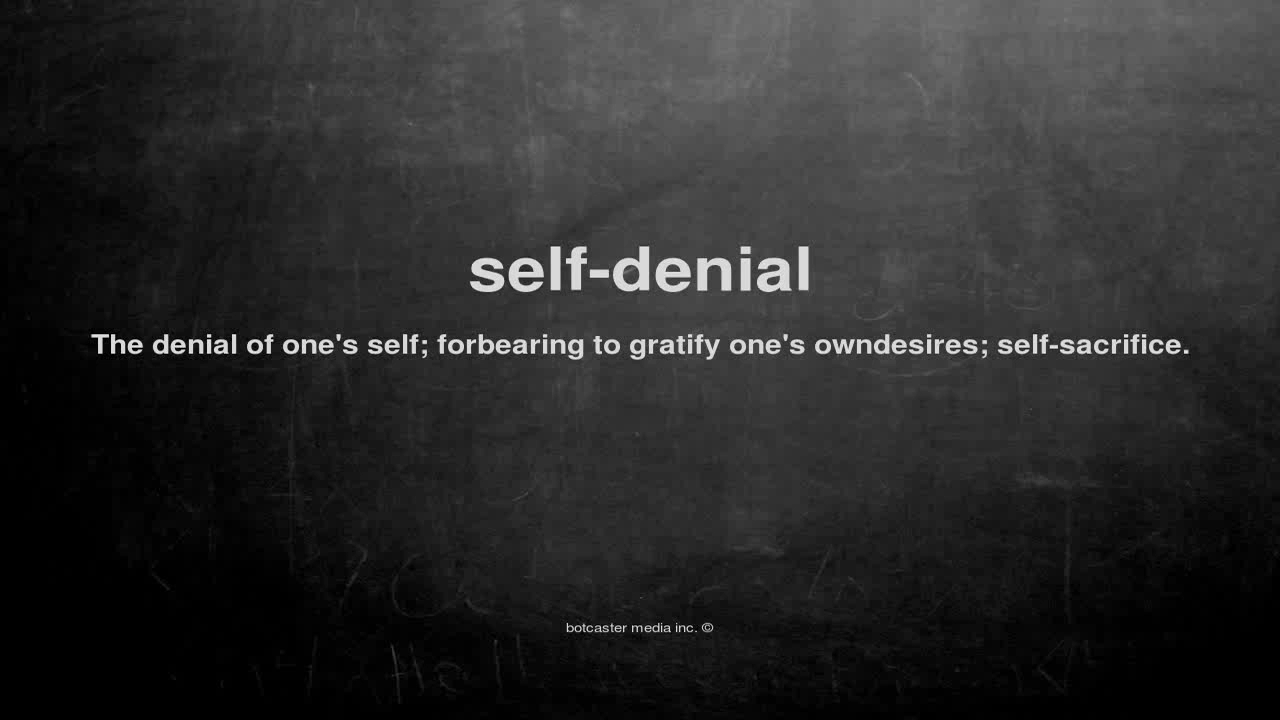 self-denial
The denial of one's self; forbearing to gratify one's owndesires; self-sacrifice.
botcaster media inc. ©